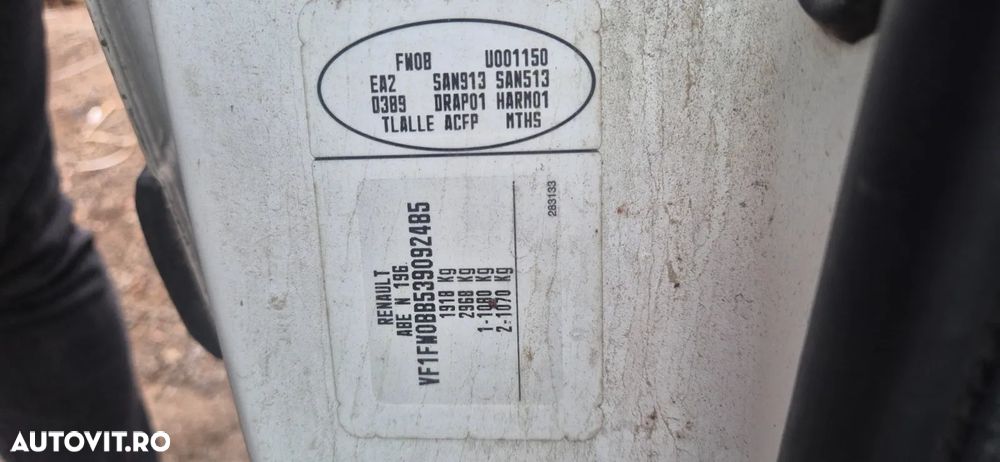 FW0B U001150
EA2 SAN913 SAN513
0389 DRAP01 HARM01
TLALLE ACFP MTHS
RENAULT
ABE N 196
VF1FW0BB539092485
1918 Kg
2968 Kg
1-1080 Kg
2-1070 Kg
283133
AUTOVIT.RO